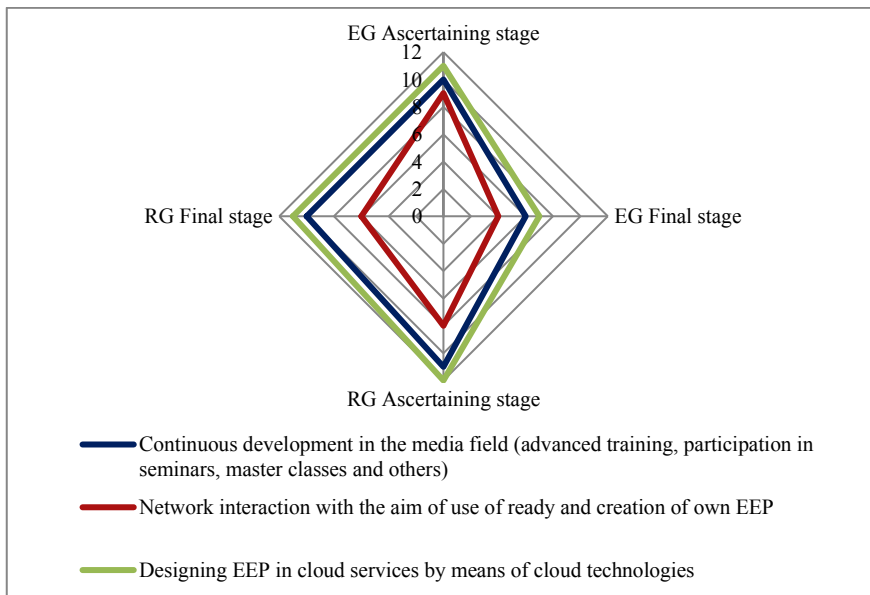 EG Ascertaining stage
12
10
8
6
4
2
0
RG Final stage
EG Final stage
RG Ascertaining stage
Continuous development in the media field (advanced training, participation in
seminars, master classes and others)
Network interaction with the aim of use of ready and creation of own EEP
Designing EEP in cloud services by means of cloud technologies